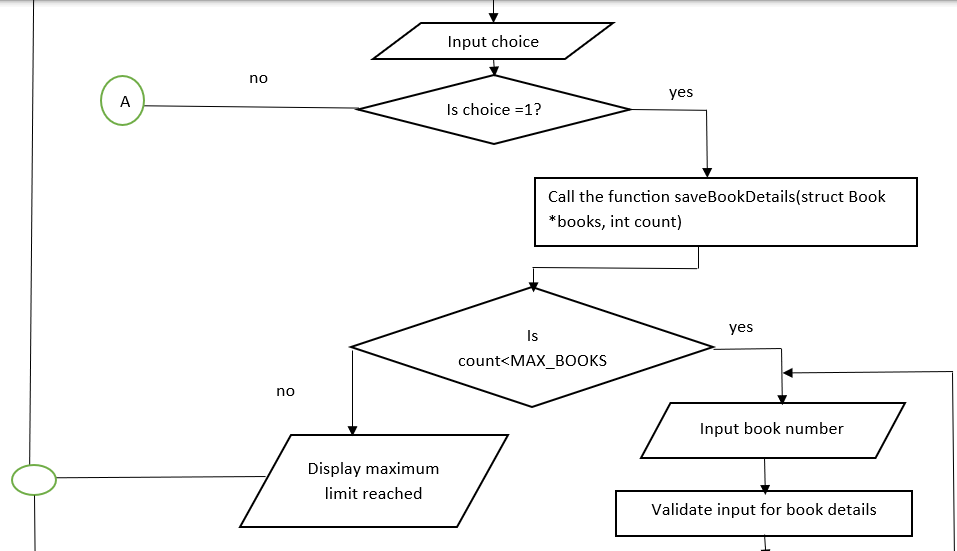 Input choice
no
A
Is choice =1?
yes
Call the function saveBookDetails(struct Book
*books, int count)
Is
count<MAX_BOOKS
yes
no
Input book number
Display maximum
limit reached
Validate input for book details